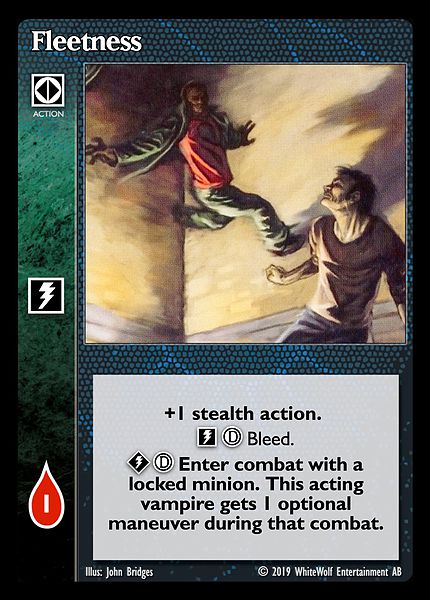 Fleetness
ACTION
+1 stealth action.
D Bleed.
D Enter combat with a
locked minion. This acting
vampire gets 1 optional
maneuver during that combat.
1
Illus: John Bridges
© 2019 WhiteWolf Entertainment AB